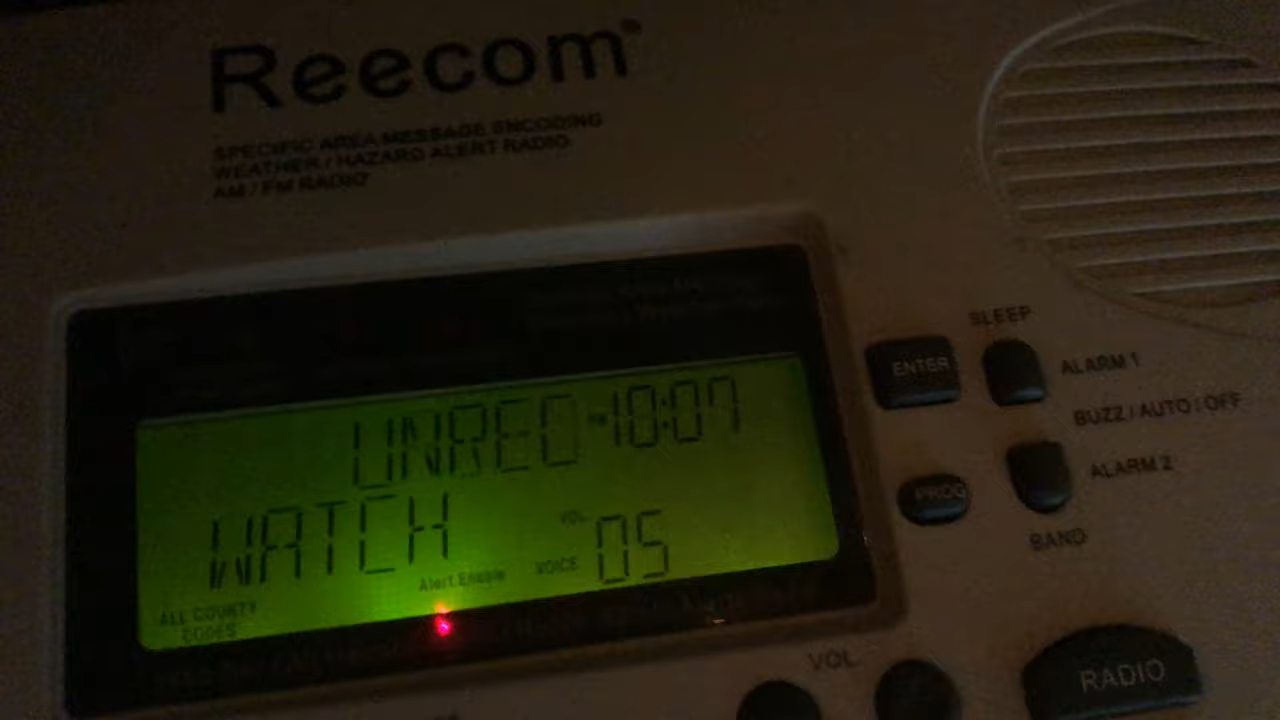 Reecom
SPECIFIC AREA MESSAGE ENCODING
WEATHER / HAZARD ALERT RADIO
AM / FM RADIO
UNREC PM 10:07
WATCH VOL
VOICE 05
Alert Enable
ALL COUNTY
CODES
SLEEP
ENTER
ALARM 1
BUZZ / AUTO / OFF
PROG
ALARM 2
BAND
VOL
RADIO